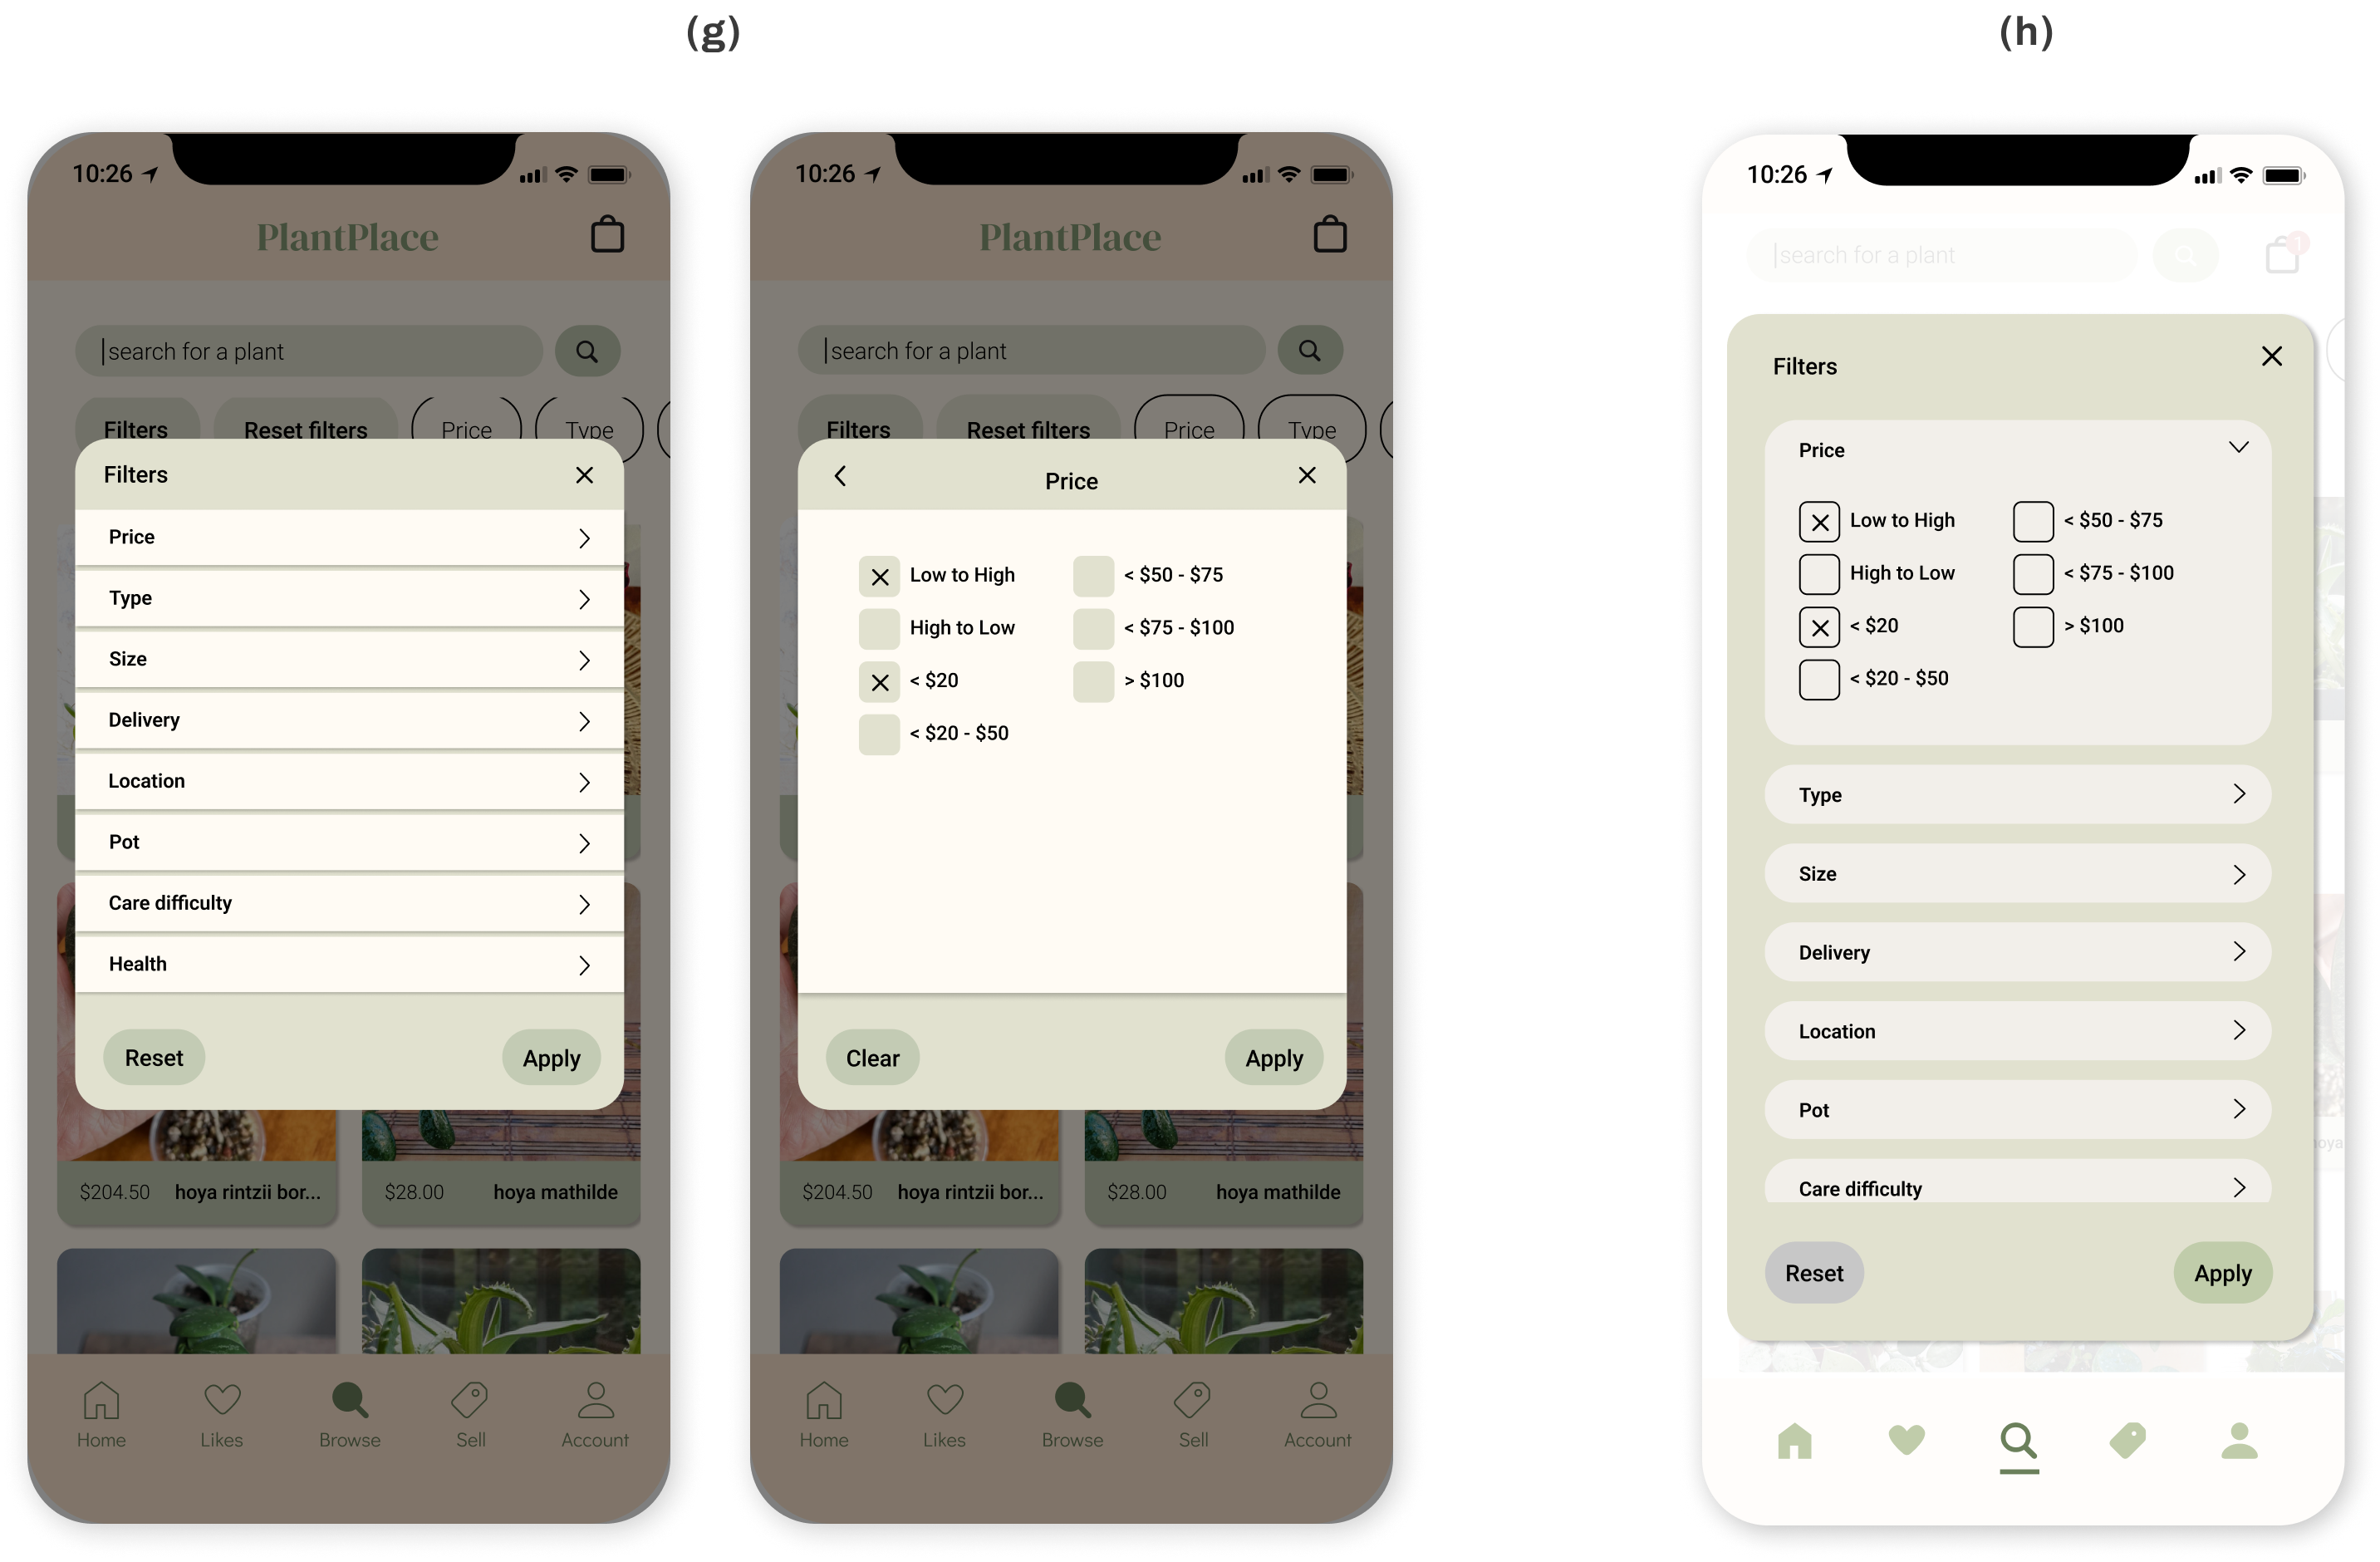 (g)
10:26
PlantPlace
search for a plant
Filters Reset filters Price Type
Filters
Price
Type
Size
Delivery
Location
Pot
Care difficulty
Health
Reset Apply
$204.50 hoya rintzii bor...
$28.00 hoya mathilde
Home Likes Browse Sell Account
10:26
PlantPlace
search for a plant
Filters Reset filters Price Type
Price
Low to High
High to Low
< $20
< $20 - $50
< $50 - $75
< $75 - $100
> $100
Clear Apply
$204.50 hoya rintzii bor...
$28.00 hoya mathilde
Home Likes Browse Sell Account
(h)
10:26
search for a plant
1
Filters
Price
Low to High
High to Low
< $20
< $20 - $50
< $50 - $75
< $75 - $100
> $100
Type
Size
Delivery
Location
Pot
Care difficulty
Reset Apply